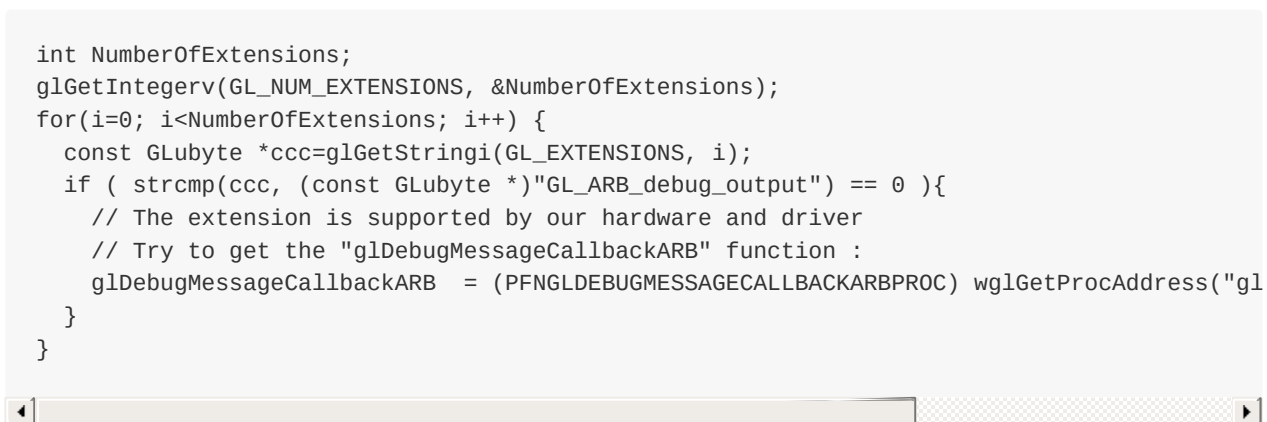 int NumberOfExtensions;
glGetIntegerv(GL_NUM_EXTENSIONS, &NumberOfExtensions);
for(i=0; i<NumberOfExtensions; i++) {
  const GLubyte *ccc=glGetStringi(GL_EXTENSIONS, i);
  if ( strcmp(ccc, (const GLubyte *)"GL_ARB_debug_output") == 0 ){
    // The extension is supported by our hardware and driver
    // Try to get the "glDebugMessageCallbackARB" function :
    glDebugMessageCallbackARB  = (PFNGLDEBUGMESSAGECALLBACKARBPROC) wglGetProcAddress("gl
  }
}